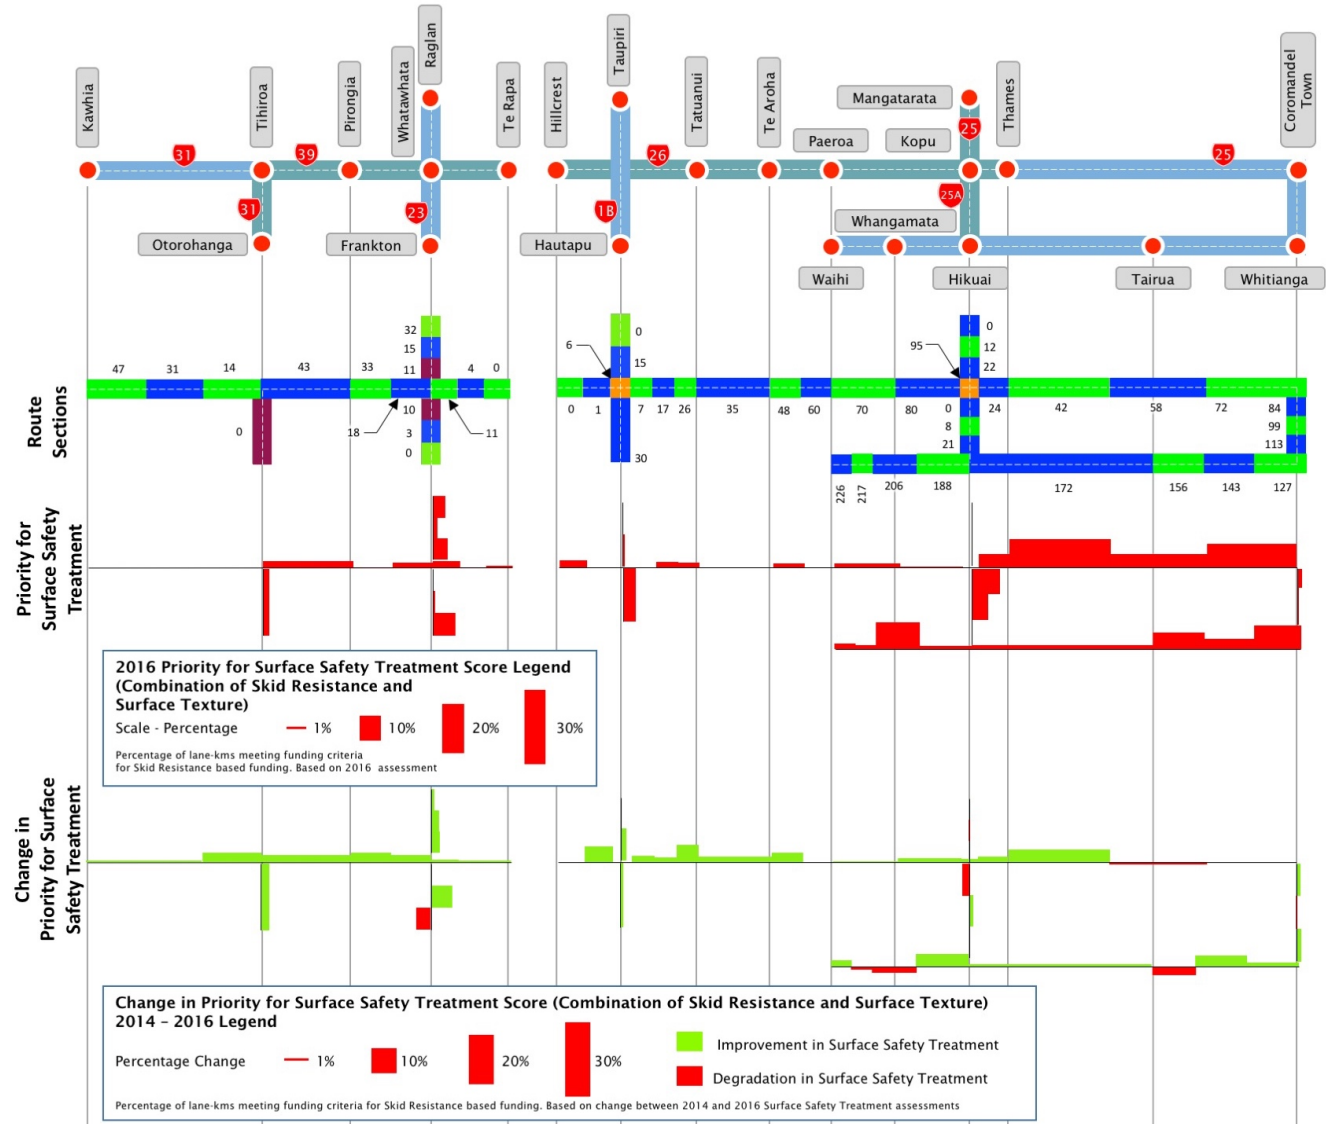 Kawhia
Tihiroa
Pirongia
Whatawhata
Raglan
Te Rapa
Hillcrest
Taupiri
Tatuanui
Te Aroha
Mangatarata
Paeroa
Kopu
Thames
Coromandel
Town
31
39
26
25
25
31
23
1B
25A
Otorohanga
Frankton
Hautapu
Whangamata
Waihi
Hikuai
Tairua
Whitianga
Route
Sections
32
15
11
47
31
14
43
33
4
0
0
18
10
3
0
11
6
0
15
0
1
7
17
26
35
48
60
70
80
30
95
0
12
22
0
8
21
24
42
58
72
84
99
113
226
217
206
188
172
156
143
127
Priority for
Surface Safety
Treatment
2016 Priority for Surface Safety Treatment Score Legend
(Combination of Skid Resistance and
Surface Texture)
Scale - Percentage 1% 10% 20% 30%
Percentage of lane-kms meeting funding criteria
for Skid Resistance based funding. Based on 2016 assessment
Change in
Priority for Surface
Safety Treatment
Change in Priority for Surface Safety Treatment Score (Combination of Skid Resistance and Surface Texture)
2014 – 2016 Legend
Percentage Change 1% 10% 20% 30%
Improvement in Surface Safety Treatment
Degradation in Surface Safety Treatment
Percentage of lane-kms meeting funding criteria for Skid Resistance based funding. Based on change between 2014 and 2016 Surface Safety Treatment assessments